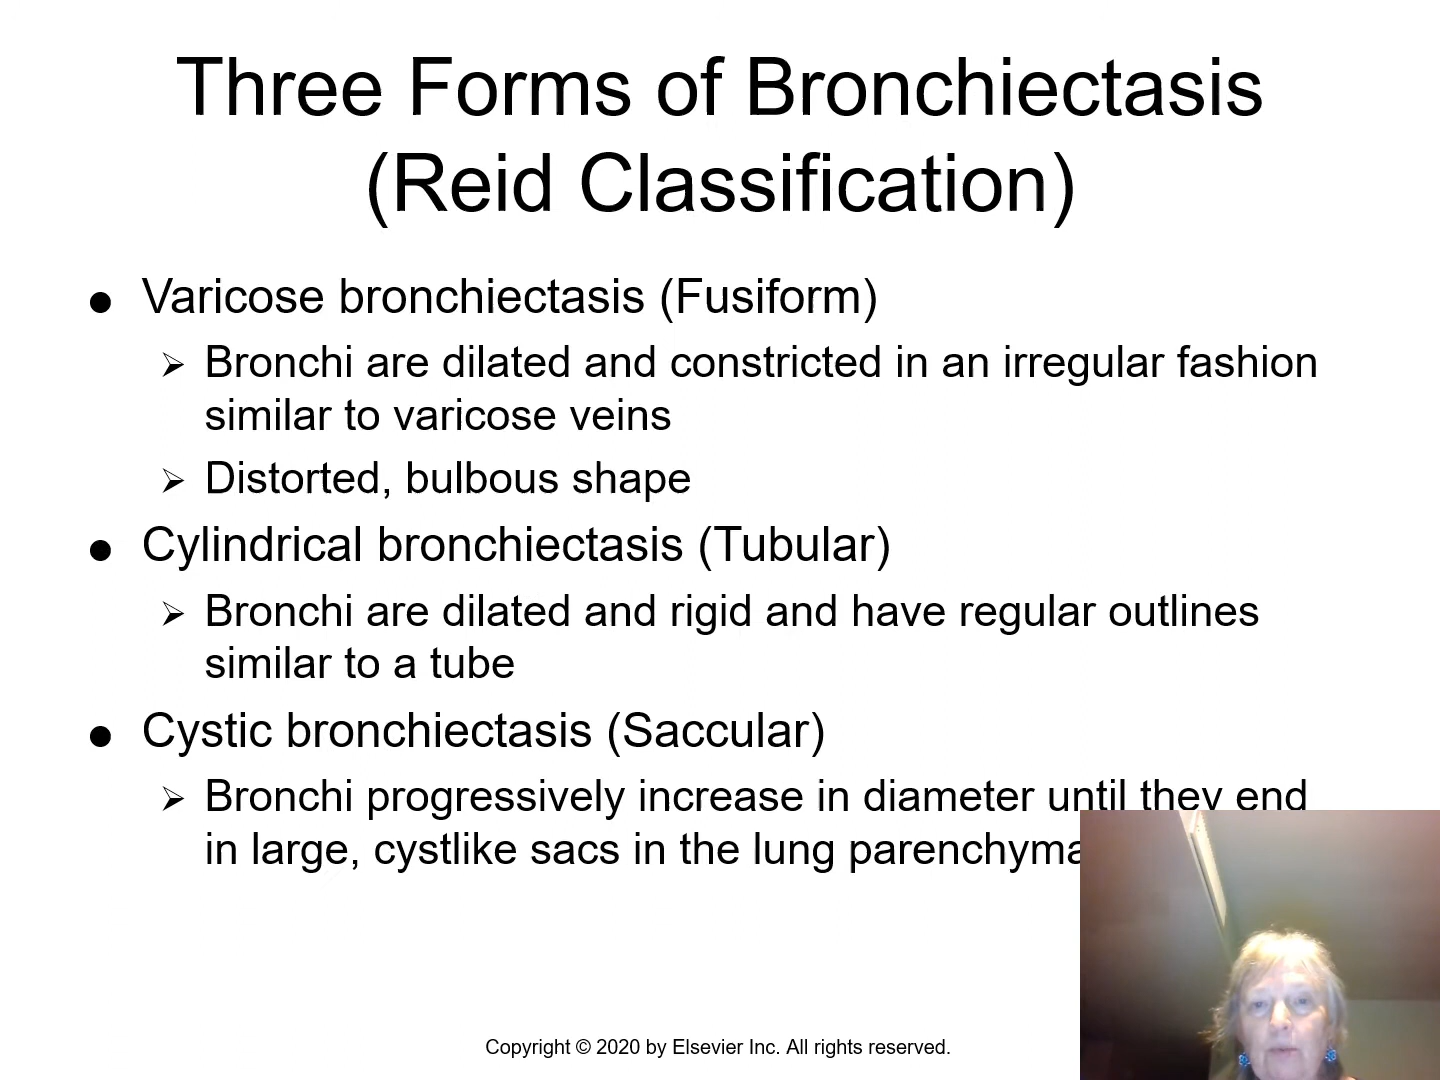 Three Forms of Bronchiectasis
(Reid Classification)
● Varicose bronchiectasis (Fusiform)
➢ Bronchi are dilated and constricted in an irregular fashion
similar to varicose veins
➢ Distorted, bulbous shape
● Cylindrical bronchiectasis (Tubular)
➢ Bronchi are dilated and rigid and have regular outlines
similar to a tube
● Cystic bronchiectasis (Saccular)
➢ Bronchi progressively increase in diameter until they end
in large, cystlike sacs in the lung parenchyma
Copyright © 2020 by Elsevier Inc. All rights reserved.